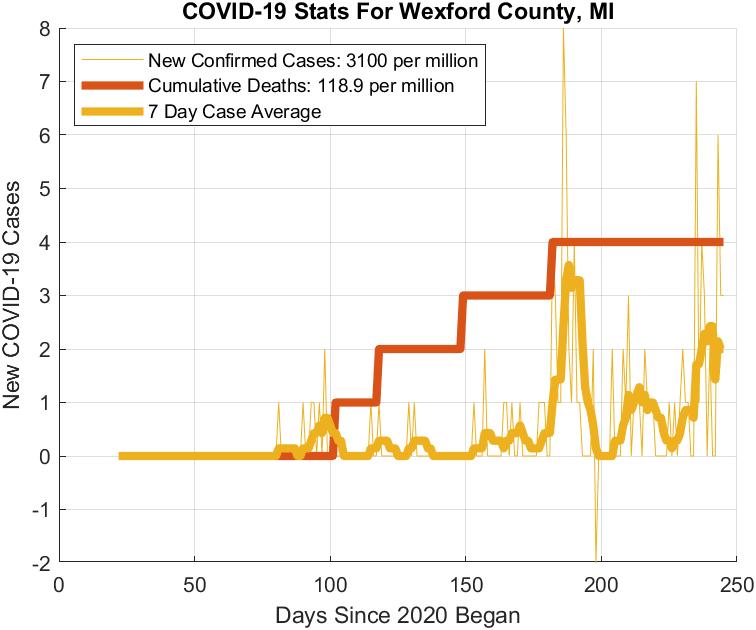 COVID-19 Stats For Wexford County, MI
New Confirmed Cases: 3100 per million
Cumulative Deaths: 118.9 per million
7 Day Case Average
New COVID-19 Cases
8
7
6
5
4
3
2
1
0
-1
-2
0 50 100 150 200 250
Days Since 2020 Began